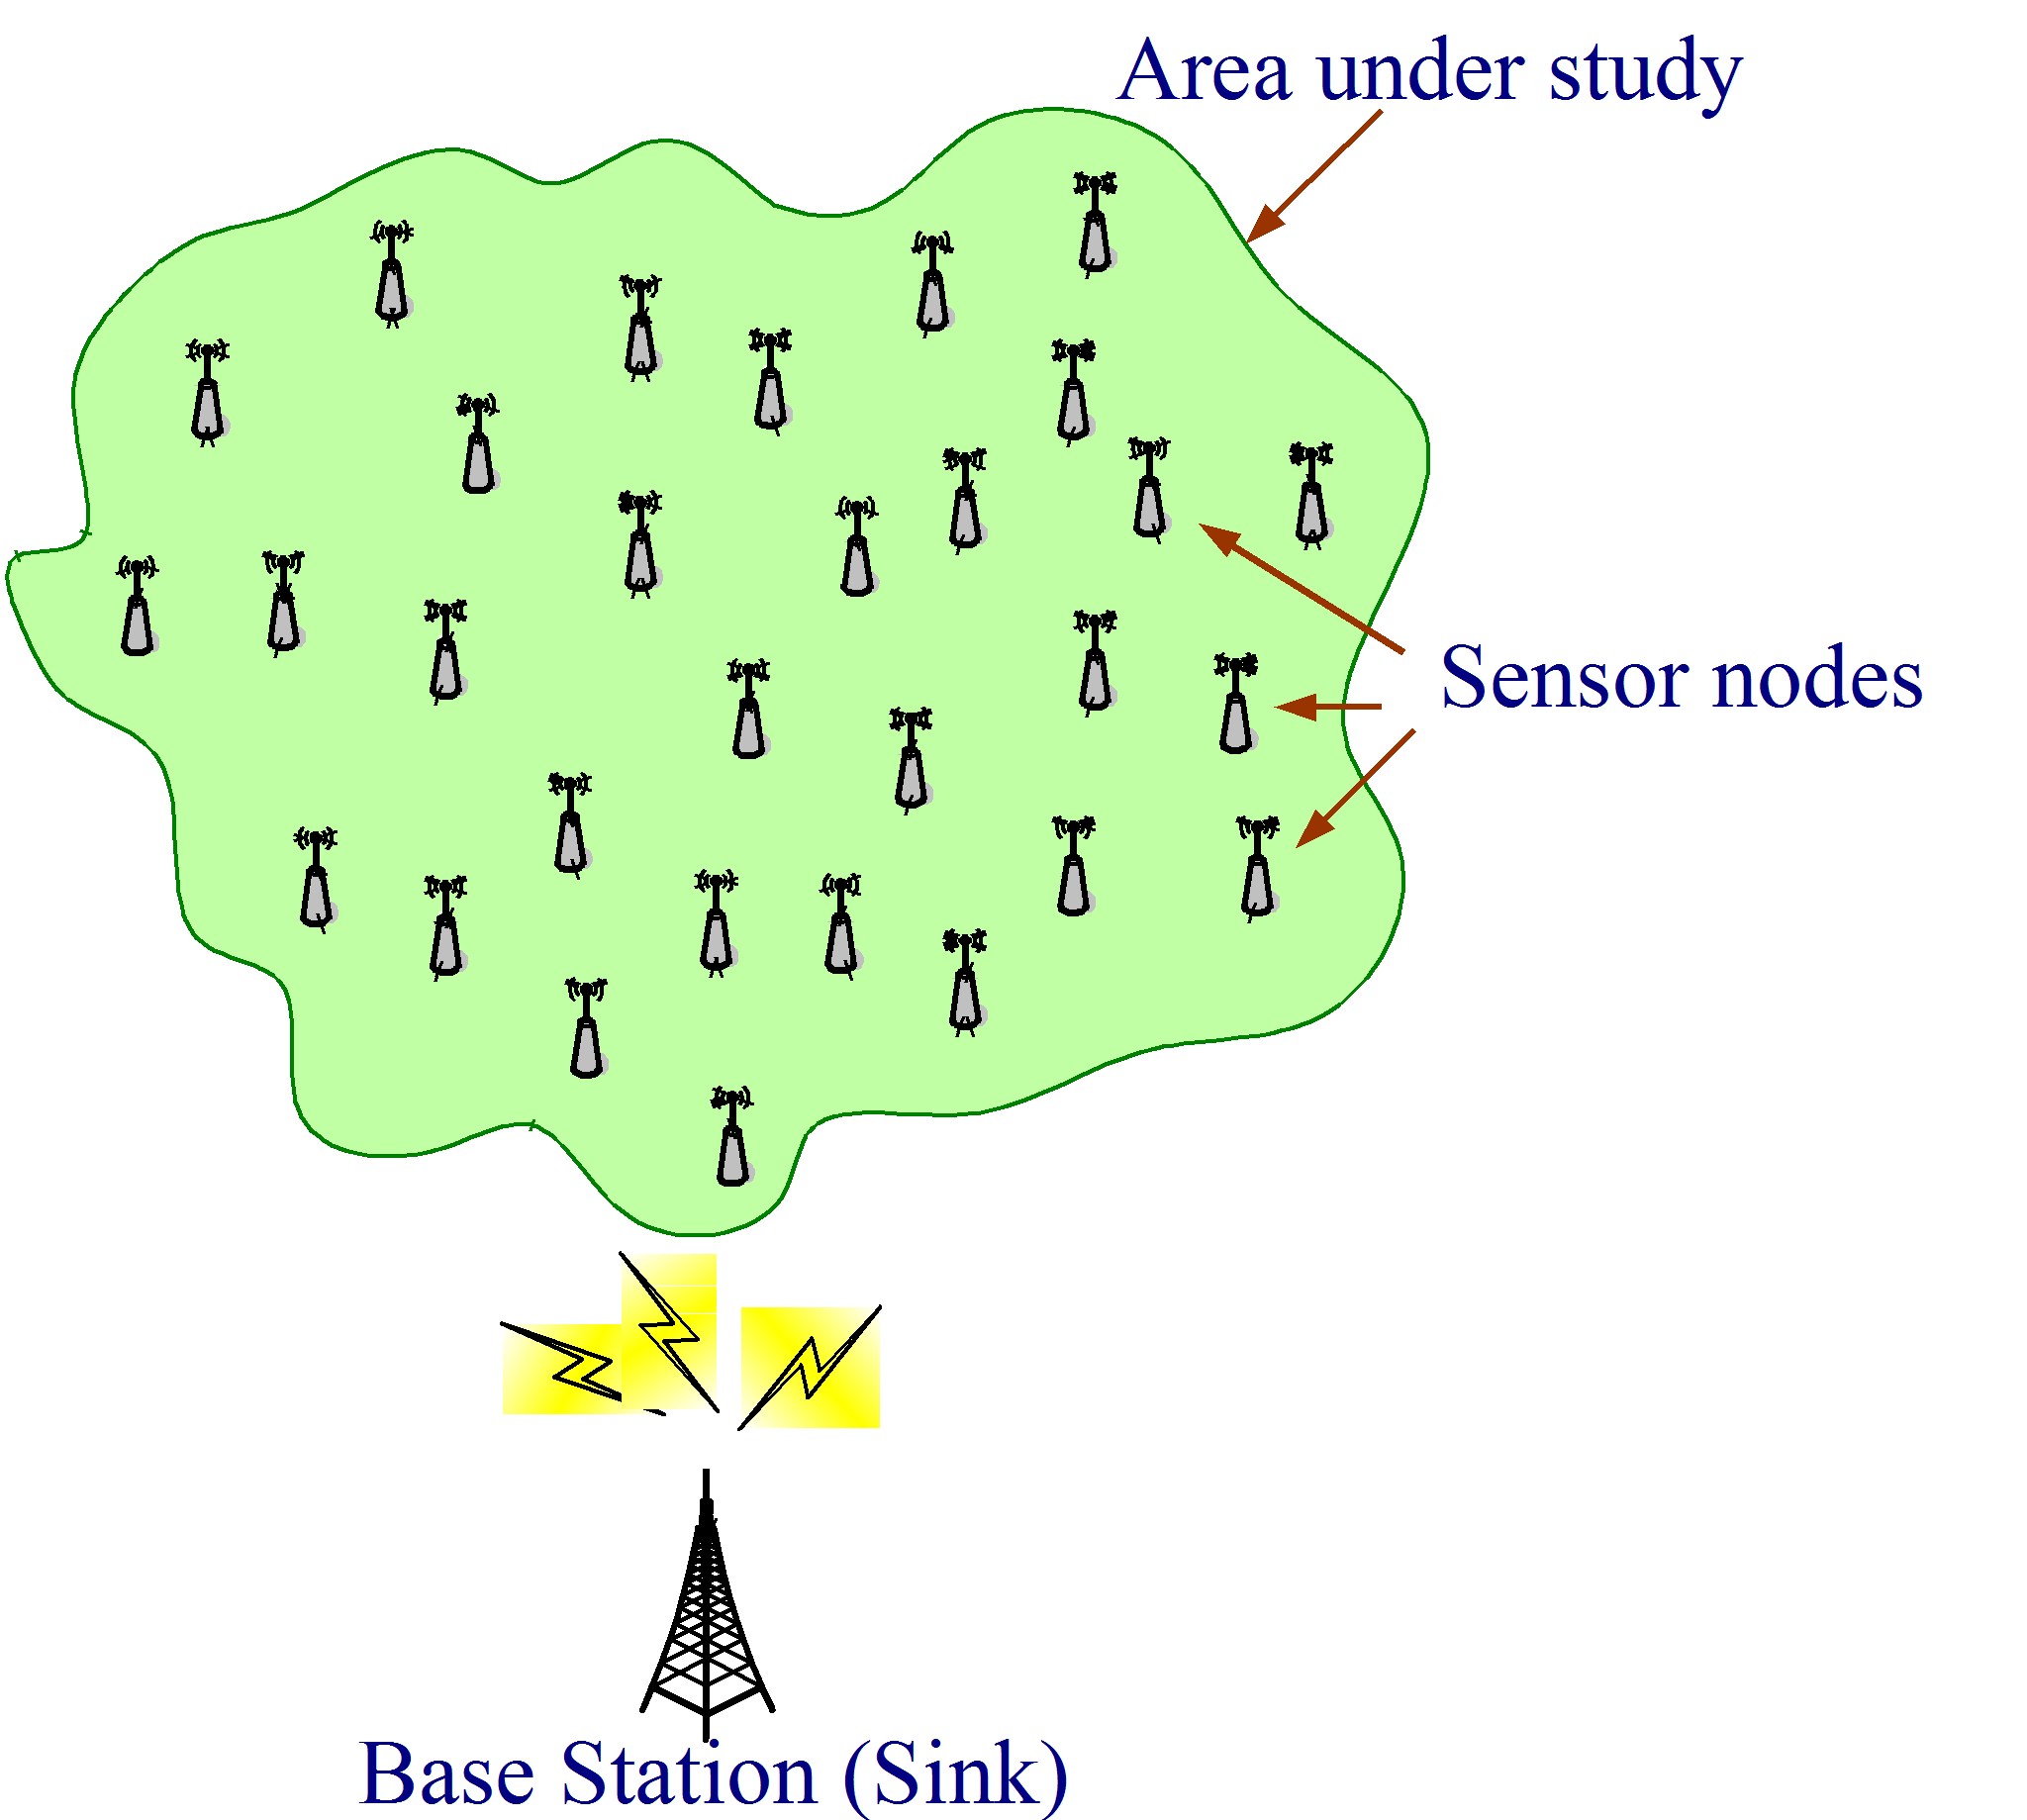 Area under study
Sensor nodes
Base Station (Sink)